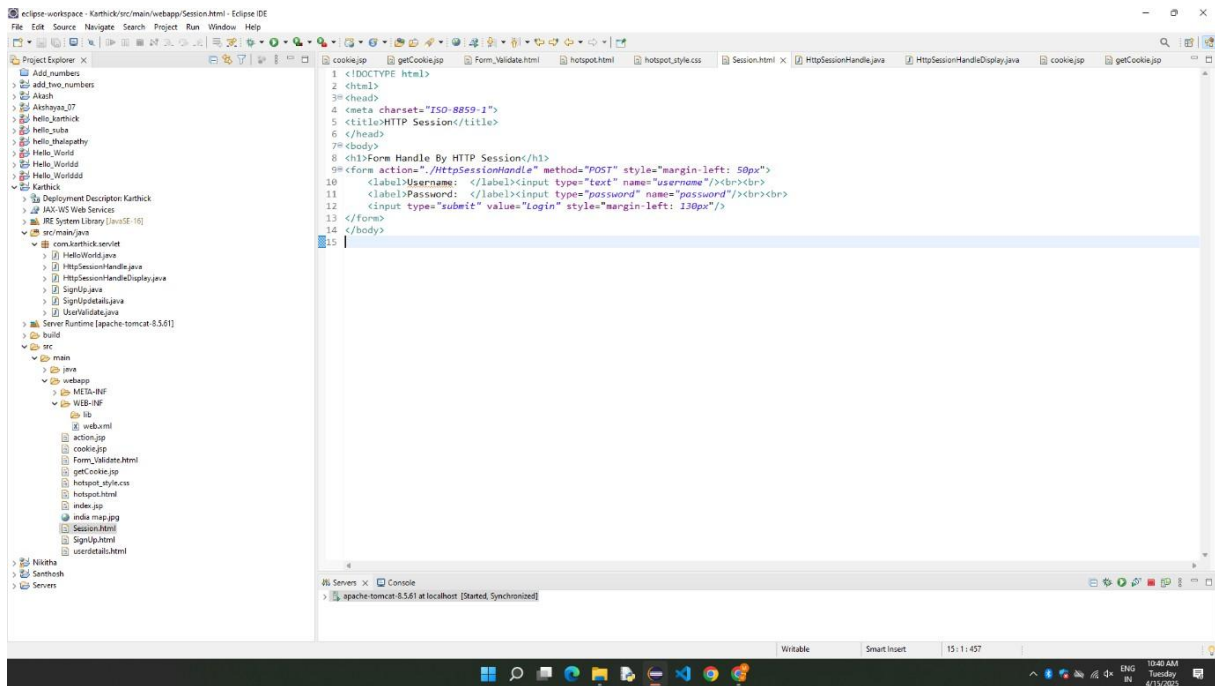 eclipse-workspace - Karthick/src/main/webapp/Session.html - Eclipse IDE
File Edit Source Navigate Search Project Run Window Help
Project Explorer
Add_numbers
add_two_numbers
Akash
Akshayaa_07
hello_karthick
hello_suba
hello_thalapathy
Hello_World
Hello_Worldd
Hello_Worlddd
Karthick
Deployment Descriptor: Karthick
JAX-WS Web Services
JRE System Library [JavaSE-16]
src/main/java
com.karthick.servlet
HelloWorld.java
HttpSessionHandle.java
HttpSessionHandleDisplay.java
SignUp.java
SignUpdetails.java
UserValidate.java
Server Runtime [apache-tomcat-8.5.61]
build
src
main
java
webapp
META-INF
WEB-INF
lib
web.xml
action.jsp
cookie.jsp
Form_Validate.html
getCookie.jsp
hotspot_style.css
hotspot.html
index.jsp
india map.jpg
Session.html
SignUp.html
userdetails.html
Nikitha
Santhosh
Servers
cookie.jsp getCookie.jsp Form_Validate.html hotspot.html hotspot_style.css Session.html HttpSessionHandle.java HttpSessionHandleDisplay.java cookie.jsp getCookie.jsp
1 <!DOCTYPE html>
2 <html>
3 <head>
4 <meta charset="ISO-8859-1">
5 <title>HTTP Session</title>
6 </head>
7 <body>
8 <h1>Form Handle By HTTP Session</h1>
9 <form action="./HttpSessionHandle" method="POST" style="margin-left: 50px">
10 <label>Username: </label><input type="text" name="username"/><br><br>
11 <label>Password: </label><input type="password" name="password"/><br><br>
12 <input type="submit" value="Login" style="margin-left: 130px"/>
13 </form>
14 </body>
15
Servers Console
apache-tomcat-8.5.61 at localhost [Started, Synchronized]
Writable Smart Insert 15 : 1 : 457
ENG
IN
10:40 AM
Tuesday
4/15/2025